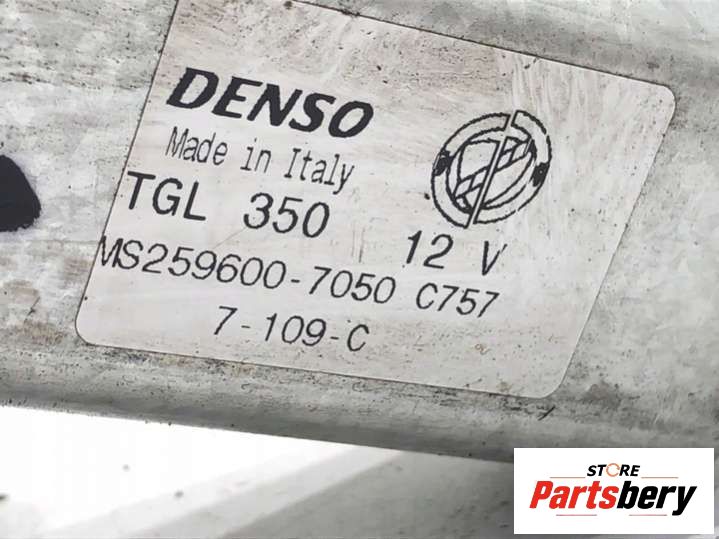 DENSO
Made in Italy
TGL 350 12 V
MS259600-7050 C757
7-109-C
STORE
Partsbery